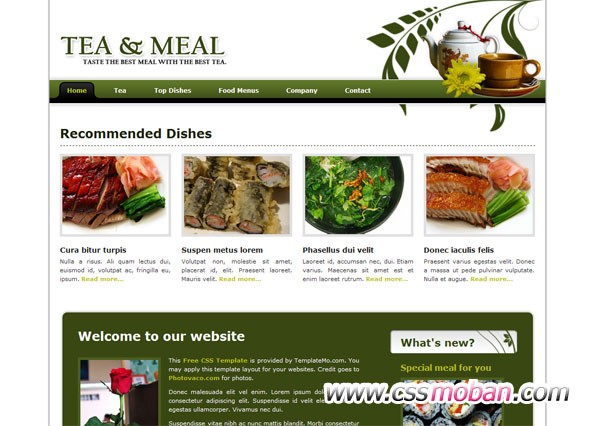 TEA & MEAL
TASTE THE BEST MEAL WITH THE BEST TEA.
Home Tea Top Dishes Food Menus Company Contact
Recommended Dishes
Cura bitur turpis
Nulla a risus. Ali quam lectus dui,
euismod id, volutpat ac, fringilla eu,
ipsum. Read more...
Suspen metus lorem
Volutpat non, molestie sit amet,
placerat id, elit. Praesent laoreet,
Mauris velit. Read more...
Phasellus dui velit
Laoreet id, accumsan nec, dui. Etiam
varius. Maecenas sit amet est et
enim laoreet rutrum. Read more...
Donec iaculis felis
Praesent varius egestas velit. Donec
a massa ut pede pulvinar vulputate.
Nulla et augue. Read more...
Welcome to our website
This Free CSS Template is provided by TemplateMo.com. You
may apply this template layout for your websites. Credit goes to
Photovaco.com for photos.
Donec malesuada elit vel enim. Lorem ipsum dolor
consectetur adipiscing elit. Suspendisse id velit
egestas ullamcorper. Vivamus nec dui.
Suspendisse vitae nibh ac nunc mattis blandit. Morbi consectetur
What's new?
Special meal for you
www.cssmoban.com